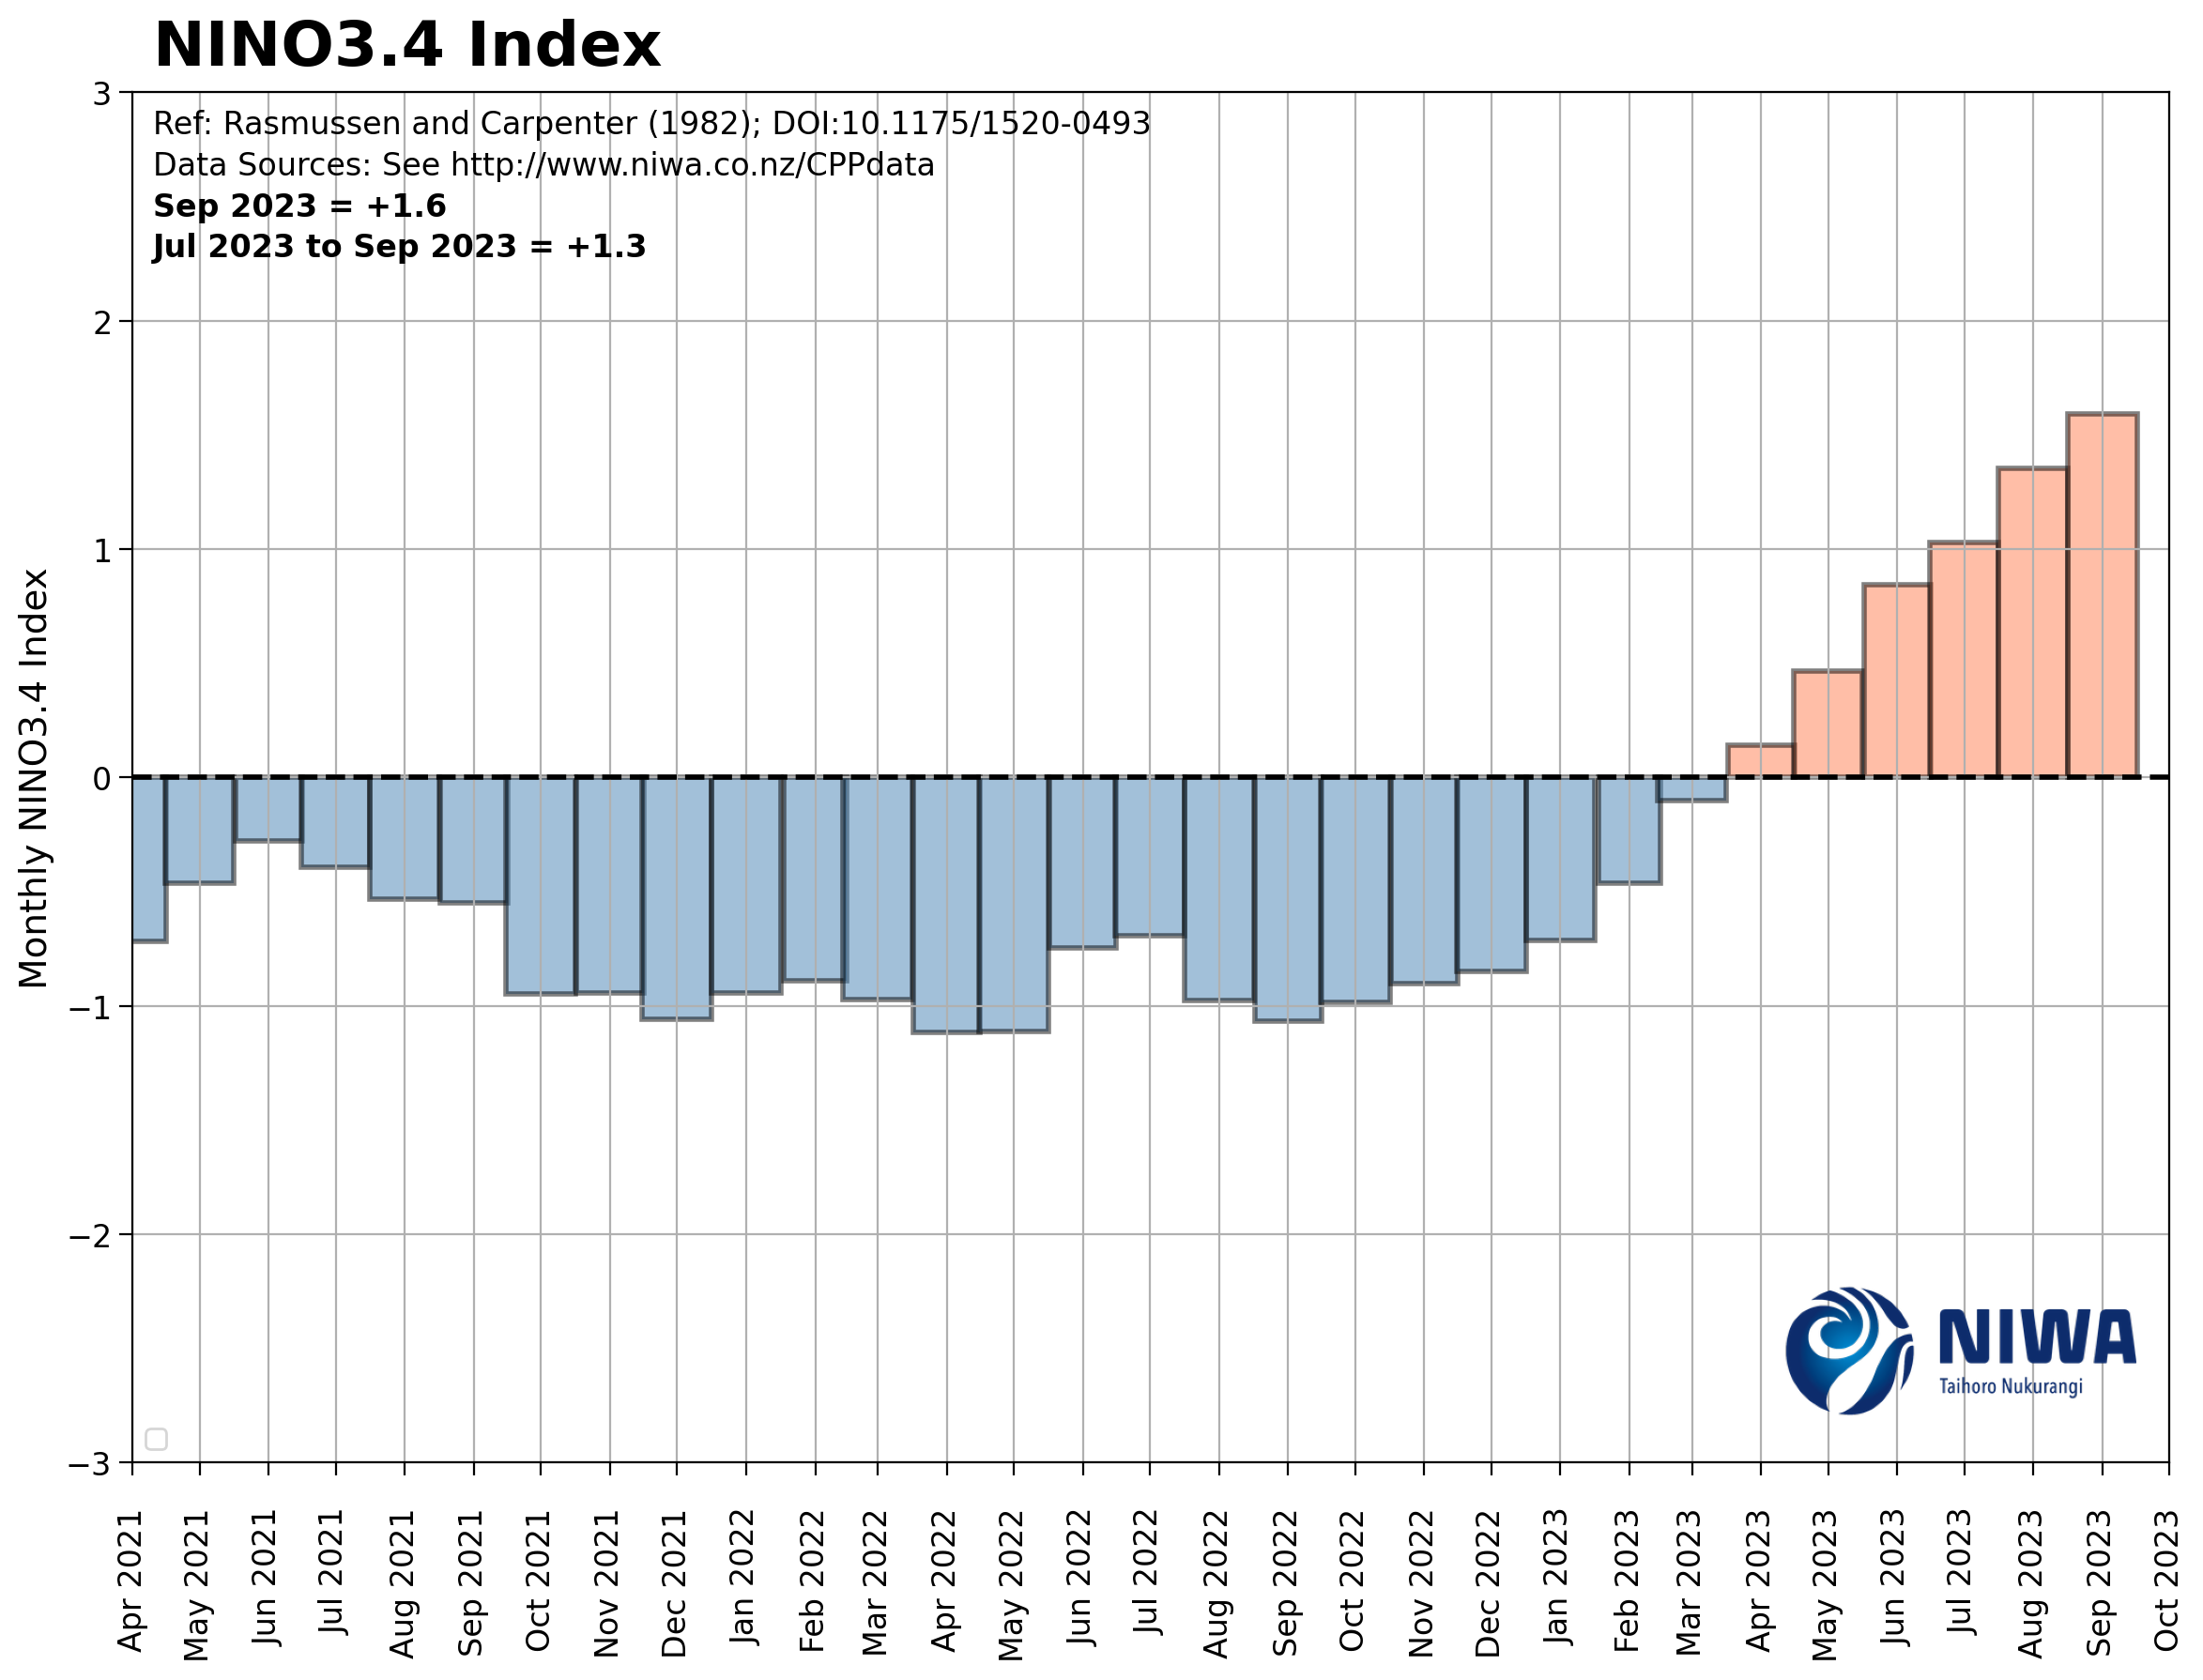 NINO3.4 Index
Ref: Rasmussen and Carpenter (1982); DOI:10.1175/1520-0493
Data Sources: See http://www.niwa.co.nz/CPPdata
Sep 2023 = +1.6
Jul 2023 to Sep 2023 = +1.3
Monthly NINO3.4 Index
3
2
1
0
−1
−2
−3
NIWA
Taihoro Nukurangi
Apr 2021
May 2021
Jun 2021
Jul 2021
Aug 2021
Sep 2021
Oct 2021
Nov 2021
Dec 2021
Jan 2022
Feb 2022
Mar 2022
Apr 2022
May 2022
Jun 2022
Jul 2022
Aug 2022
Sep 2022
Oct 2022
Nov 2022
Dec 2022
Jan 2023
Feb 2023
Mar 2023
Apr 2023
May 2023
Jun 2023
Jul 2023
Aug 2023
Sep 2023
Oct 2023